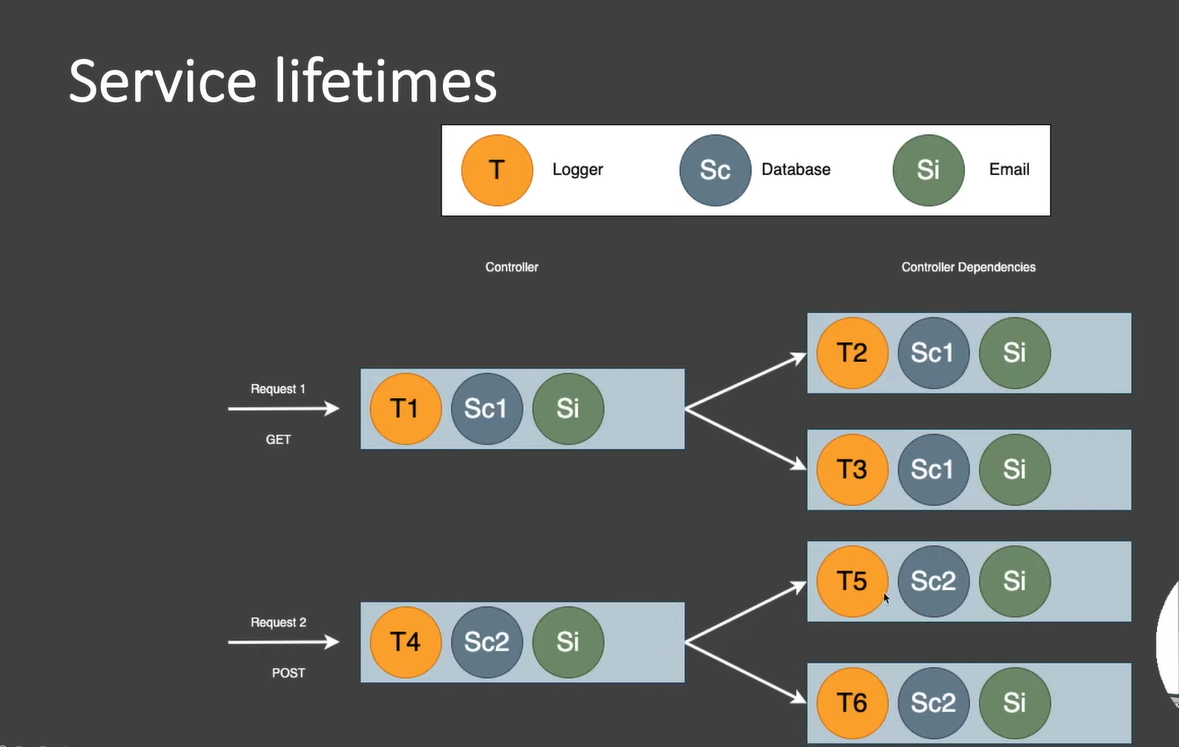 Service lifetimes
T Logger Sc Database Si Email
Controller Controller Dependencies
T2 Sc1 Si
Request 1
T1 Sc1 Si
GET
T3 Sc1 Si
T5 Sc2 Si
Request 2
T4 Sc2 Si
POST
T6 Sc2 Si